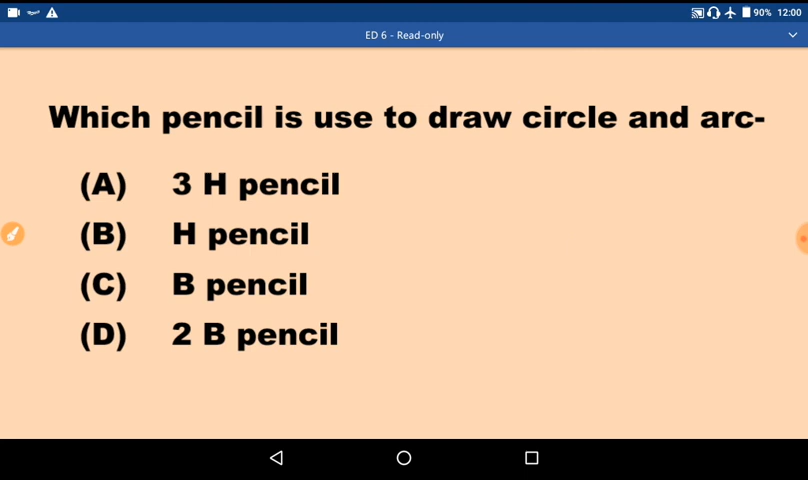 90% 12:00
ED 6 - Read-only
Which pencil is use to draw circle and arc-
(A) 3 H pencil
(B) H pencil
(C) B pencil
(D) 2 B pencil